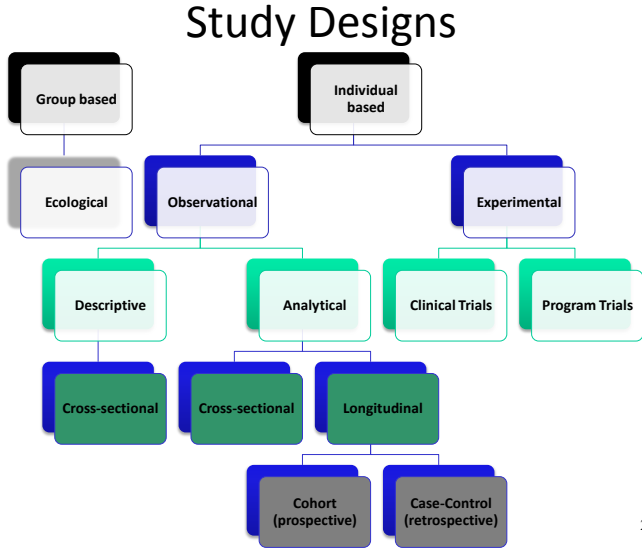 Study Designs
Group based
Individual
based
Ecological
Observational
Experimental
Descriptive
Analytical
Clinical Trials
Program Trials
Cross-sectional
Cross-sectional
Longitudinal
Cohort
(prospective)
Case-Control
(retrospective)